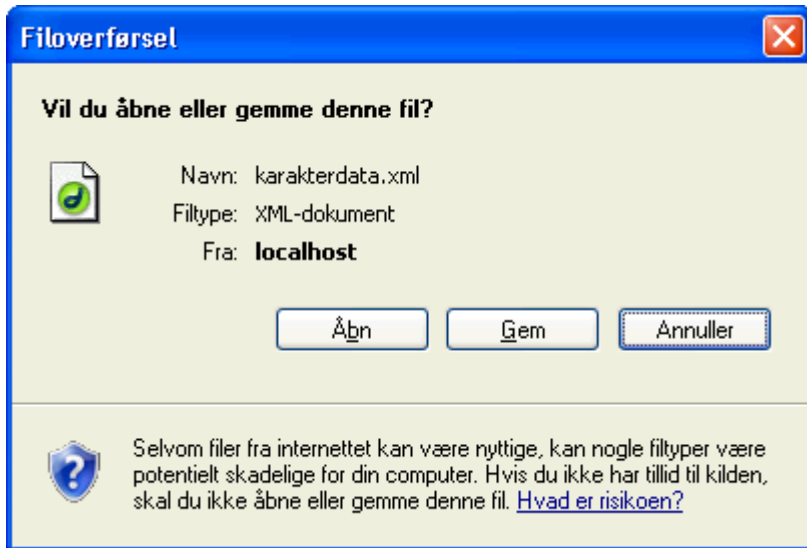 Filoverførsel
Vil du åbne eller gemme denne fil?
Navn: karakterdata.xml
Filtype: XML-dokument
Fra: localhost
Åbn Gem Annuller
Selvom filer fra internettet kan være nyttige, kan nogle filtyper være
potentielt skadelige for din computer. Hvis du ikke har tillid til kilden,
skal du ikke åbne eller gemme denne fil. Hvad er risikoen?